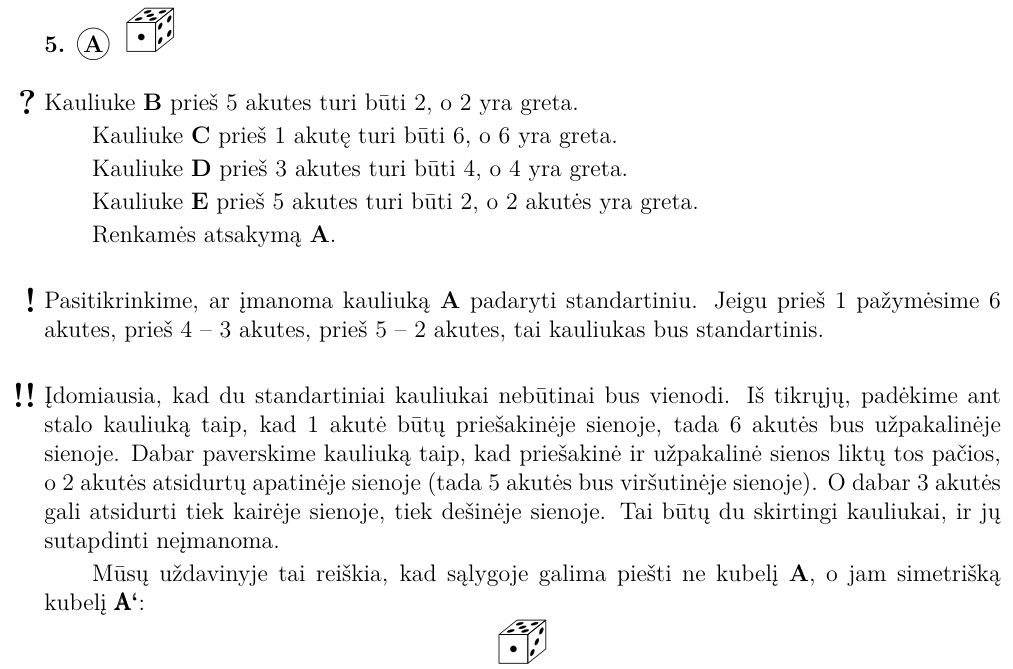 5. A
? Kauliuke B prieš 5 akutes turi būti 2, o 2 yra greta.
Kauliuke C prieš 1 akutę turi būti 6, o 6 yra greta.
Kauliuke D prieš 3 akutes turi būti 4, o 4 yra greta.
Kauliuke E prieš 5 akutes turi būti 2, o 2 akutės yra greta.
Renkamės atsakymą A.
! Pasitikrinkime, ar įmanoma kauliuką A padaryti standartiniu. Jeigu prieš 1 pažymėsime 6
akutes, prieš 4 – 3 akutes, prieš 5 – 2 akutes, tai kauliukas bus standartinis.
!! Įdomiausia, kad du standartiniai kauliukai nebūtinai bus vienodi. Iš tikrųjų, padėkime ant
stalo kauliuką taip, kad 1 akutė būtų priešakinėje sienoje, tada 6 akutės bus užpakalinėje
sienoje. Dabar paverskime kauliuką taip, kad priešakinė ir užpakalinė sienos liktų tos pačios,
o 2 akutės atsidurtų apatinėje sienoje (tada 5 akutės bus viršutinėje sienoje). O dabar 3 akutės
gali atsidurti tiek kairėje sienoje, tiek dešinėje sienoje. Tai būtų du skirtingi kauliukai, ir jų
sutapdinti neįmanoma.
Mūsų uždavinyje tai reiškia, kad sąlygoje galima piešti ne kubelį A, o jam simetrišką
kubelį A‘: